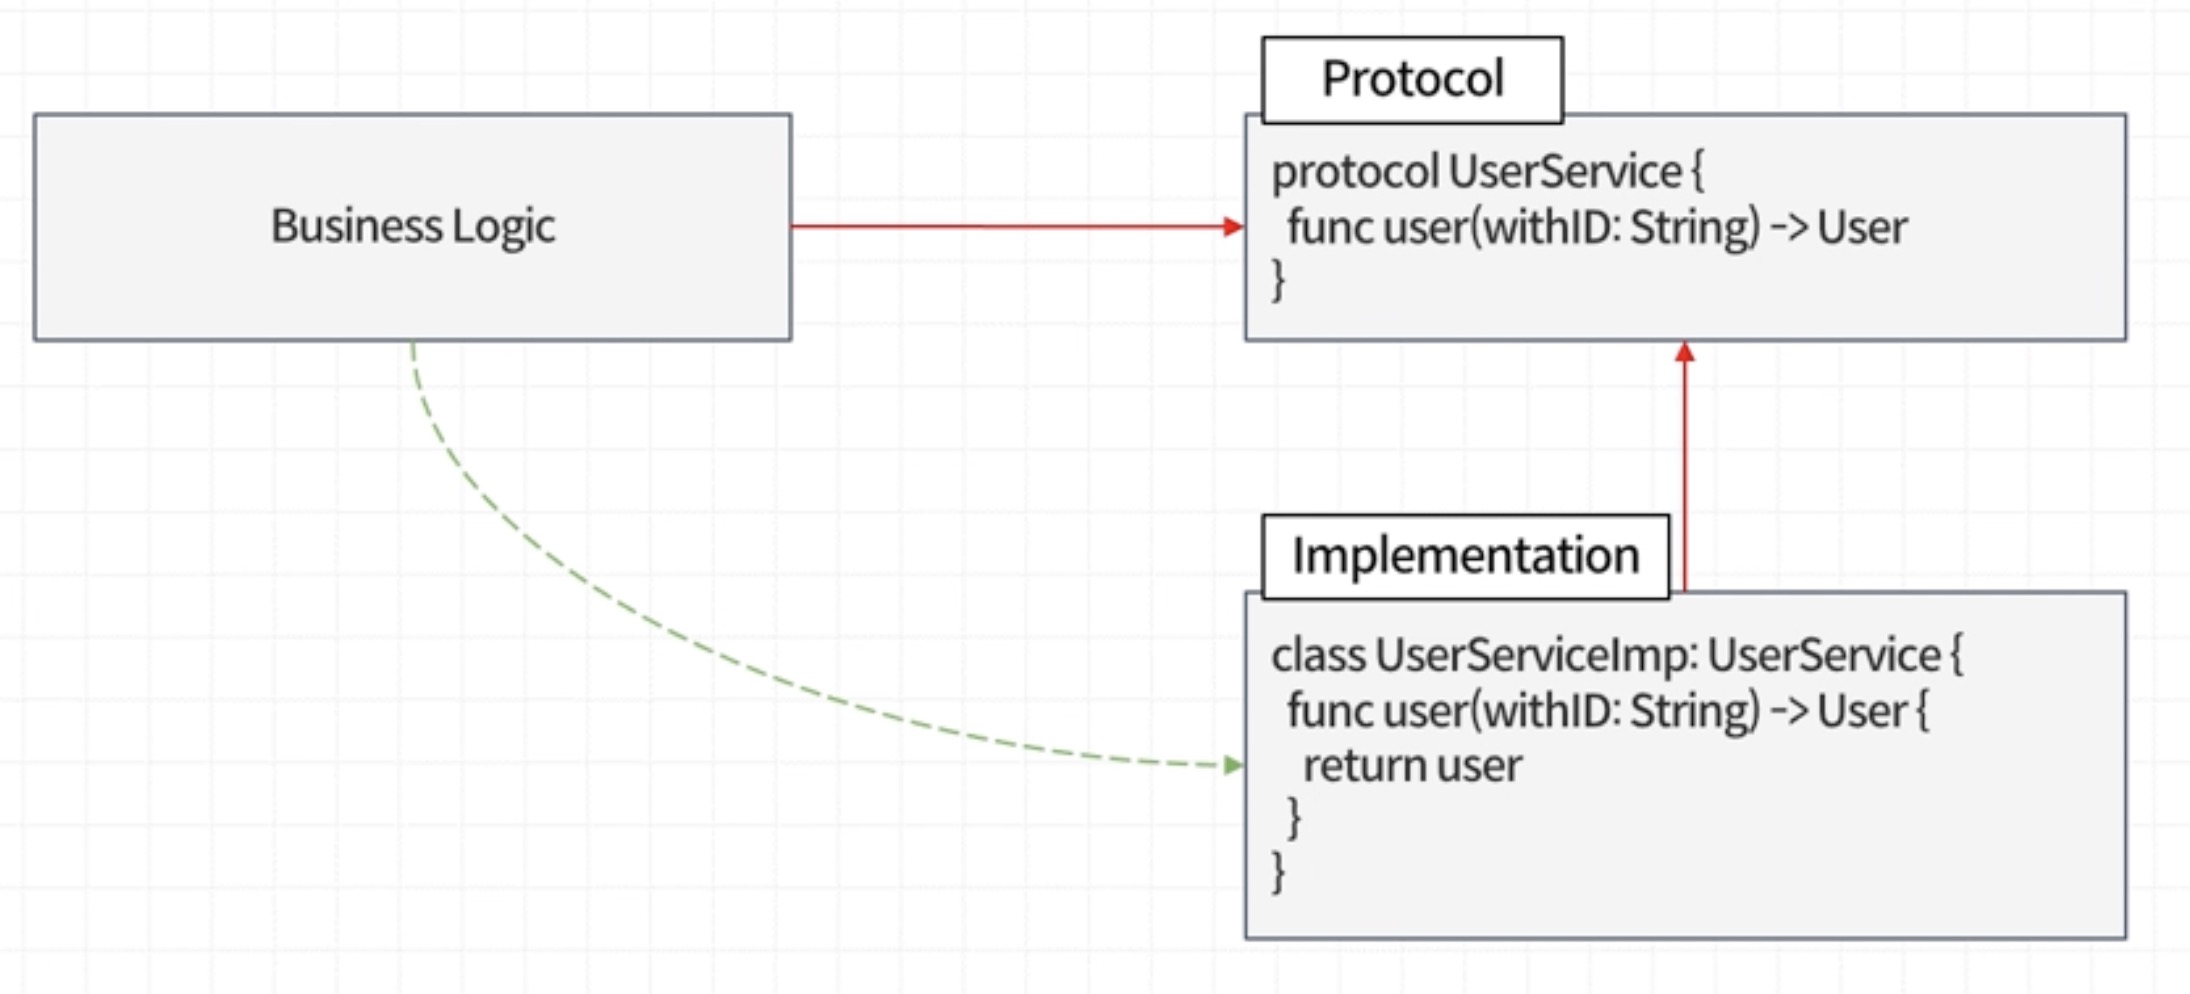 Business Logic
Protocol
protocol UserService {
  func user(withID: String) -> User
}
Implementation
class UserServiceImp: UserService {
  func user(withID: String) -> User {
    return user
  }
}